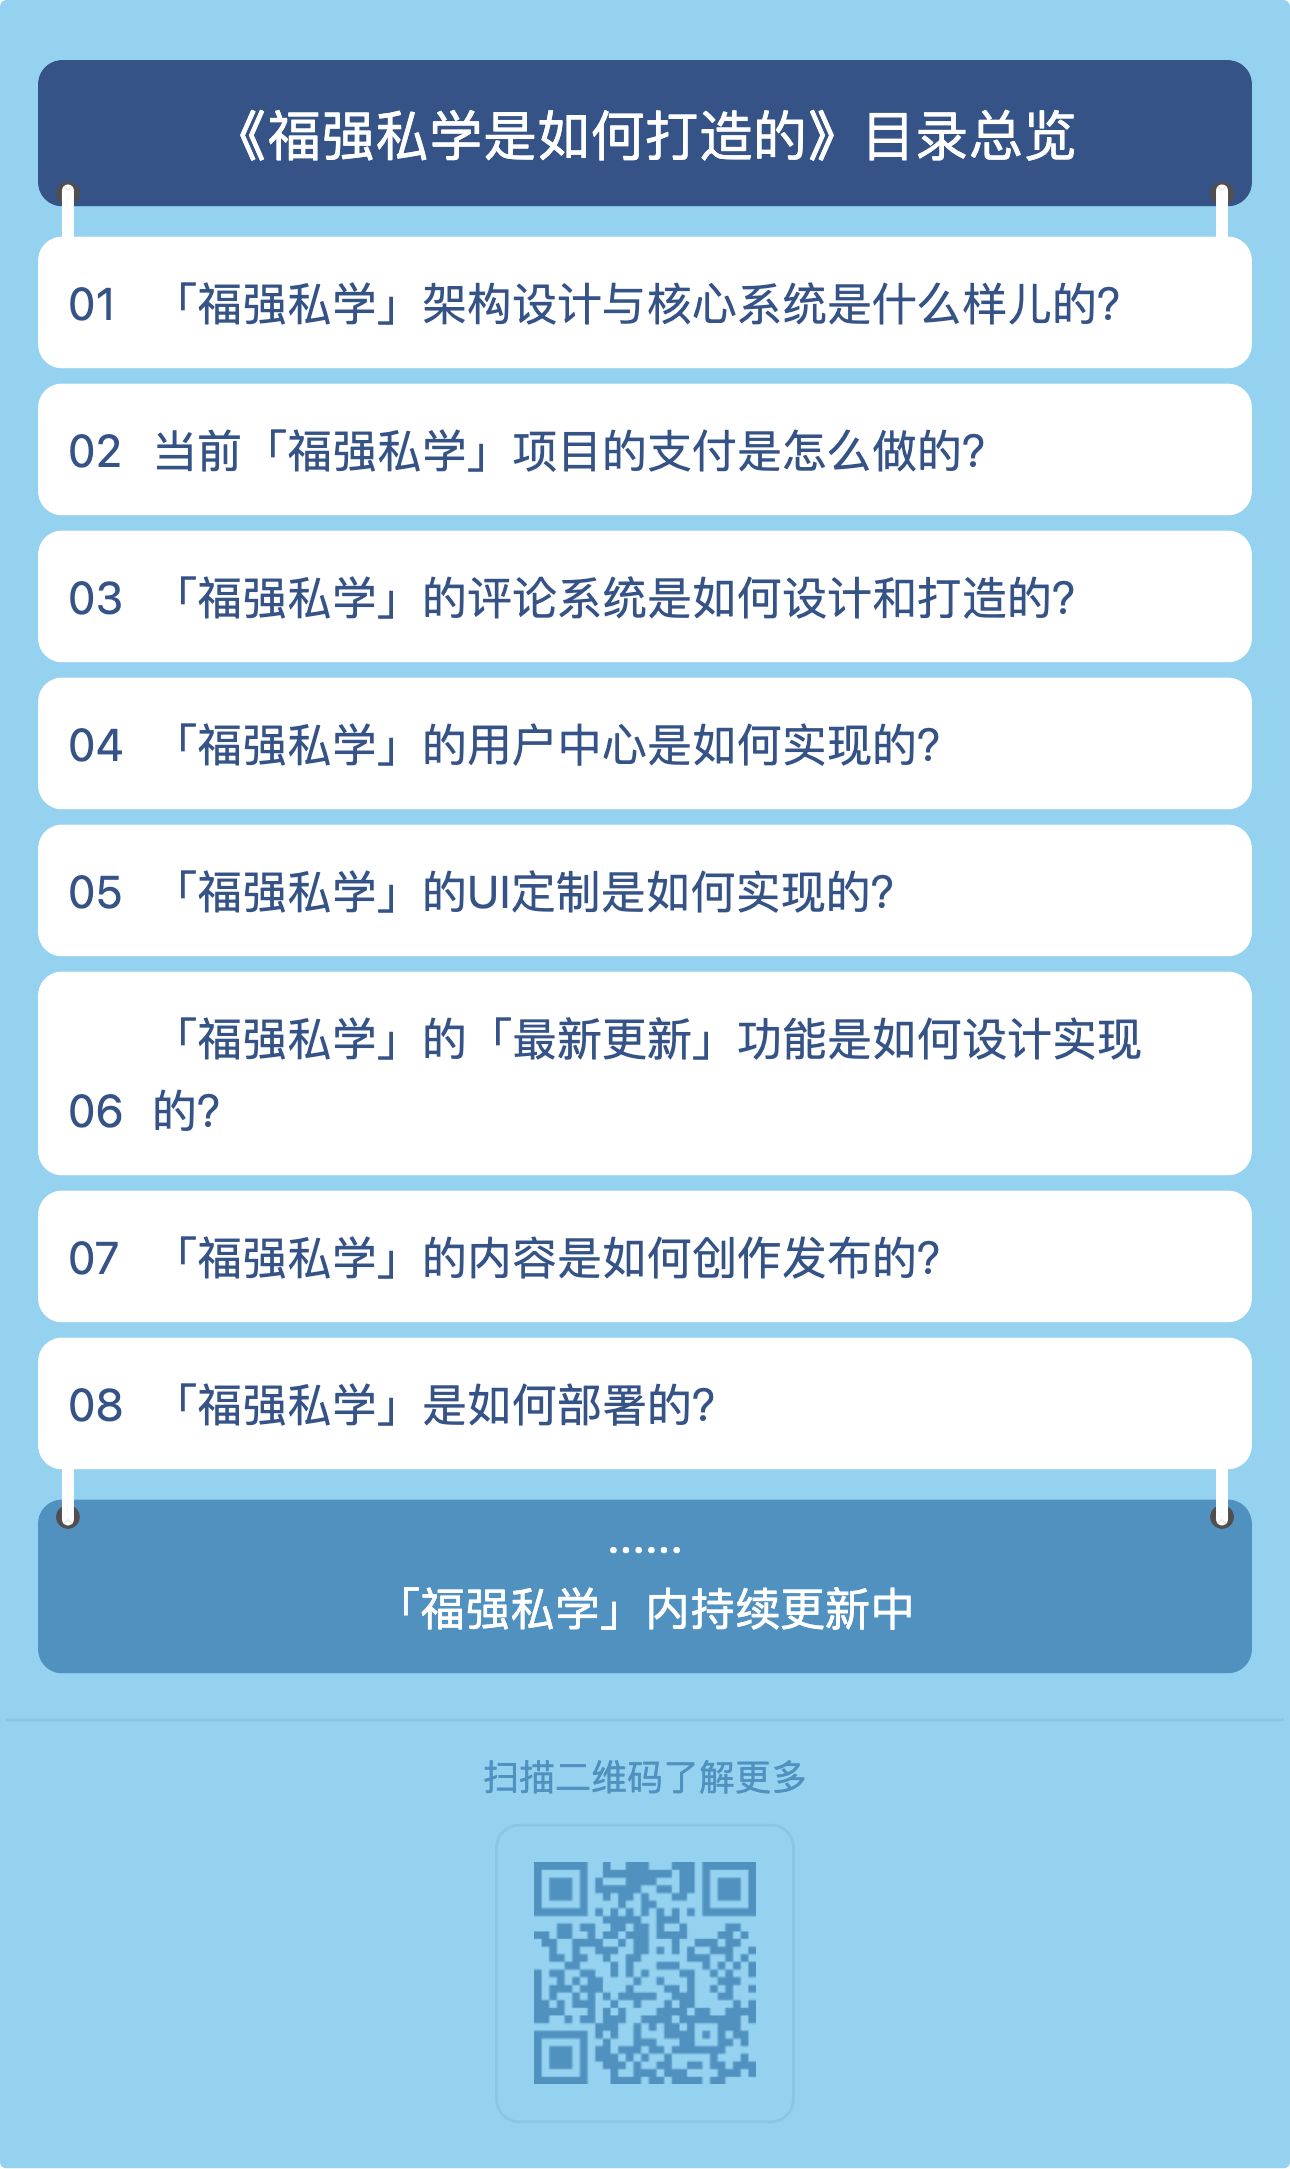 《福强私学是如何打造的》目录总览
01 「福强私学」架构设计与核心系统是什么样儿的?
02 当前「福强私学」项目的支付是怎么做的?
03 「福强私学」的评论系统是如何设计和打造的?
04 「福强私学」的用户中心是如何实现的?
05 「福强私学」的UI定制是如何实现的?
「福强私学」的「最新更新」功能是如何设计实现
06 的?
07 「福强私学」的内容是如何创作发布的?
08 「福强私学」是如何部署的?
……
「福强私学」内持续更新中
扫描二维码了解更多